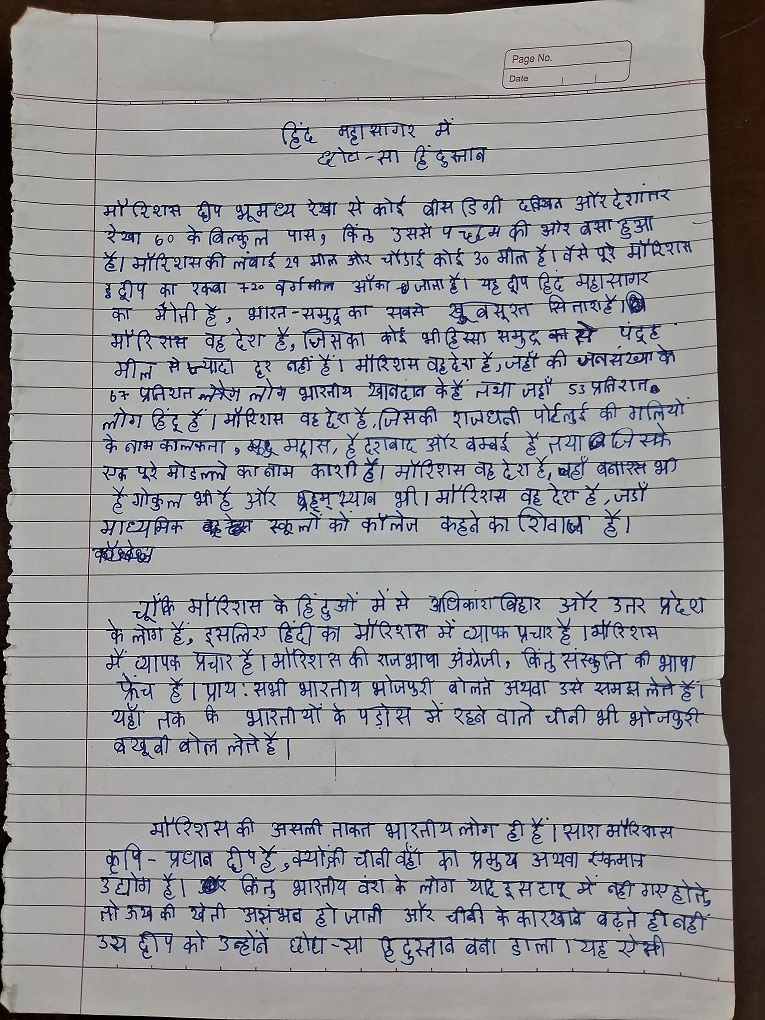 Page No.
Date
हिंद महासागर में
छोटा-सा हिंदुस्तान
मॉरिशस द्वीप भूमध्य रेखा से कोई बीस डिग्री दक्षिण और देशांतर
रेखा 60 के बिल्कुल पास, किंतु उससे पच्छिम की ओर बसा हुआ
है। मॉरिशस की लंबाई 29 मील और चौड़ाई कोई 30 मील है। वैसे पूरे मॉरिशस
द्वीप का रकबा 720 वर्गमील आँका जाता है। यह द्वीप हिंद महासागर
का मोती है, भारत-समुद्र का सबसे खूबसूरत सितारा है।
मॉरिशस वह देश है, जिसका कोई भी हिस्सा समुद्र से पंद्रह
मील से ज्यादा दूर नहीं है। मॉरिशस वह देश है, जहाँ की जनसंख्या के
67 प्रतिशत लोग भारतीय खानदान के हैं तथा जहाँ 53 प्रतिशत
लोग हिंदू हैं। मॉरिशस वह देश है, जिसकी राजधानी पोर्टलुई की गलियों
के नाम कलकत्ता, मद्रास, हैदराबाद और बम्बई हैं तथा जिसके
एक पूरे मोहल्ले का नाम काशी है। मॉरिशस वह देश है, जहाँ बनारस भी
है गोकुल भी है और ब्रह्मस्थान भी। मॉरिशस वह देश है, जहाँ
माध्यमिक स्कूलों को कॉलेज कहने का रिवाज है।
चूँकि मॉरिशस के हिंदुओं में से अधिकांश बिहार और उत्तर प्रदेश
के लोग हैं, इसलिए हिंदी का मॉरिशस में व्यापक प्रचार है। मॉरिशस
में व्यापक प्रचार है। मॉरिशस की राजभाषा अंग्रेजी, किंतु संस्कृति की भाषा
फ्रेंच है। प्राय: सभी भारतीय भोजपुरी बोलते अथवा उसे समझ लेते हैं।
यहाँ तक कि भारतीयों के पड़ोस में रहने वाले चीनी भी भोजपुरी
बखूबी बोल लेते है।
मॉरिशस की असली ताकत भारतीय लोग ही हैं। सारा मॉरिशस
कृषि - प्रधान द्वीप है, क्योंकी चीनी वहाँ का प्रमुख अथवा एकमात्र
उद्योग है। किंतु भारतीय वंश के लोग यदि इस टापू में नहीं गए होते,
तो ऊख की खेती असंभव हो जाती और चीनी के कारखाने बढ़ते ही नहीं
उस द्वीप को उन्होंने छोटा-सा हिंदुस्तान बना डाला। यह ऐसी